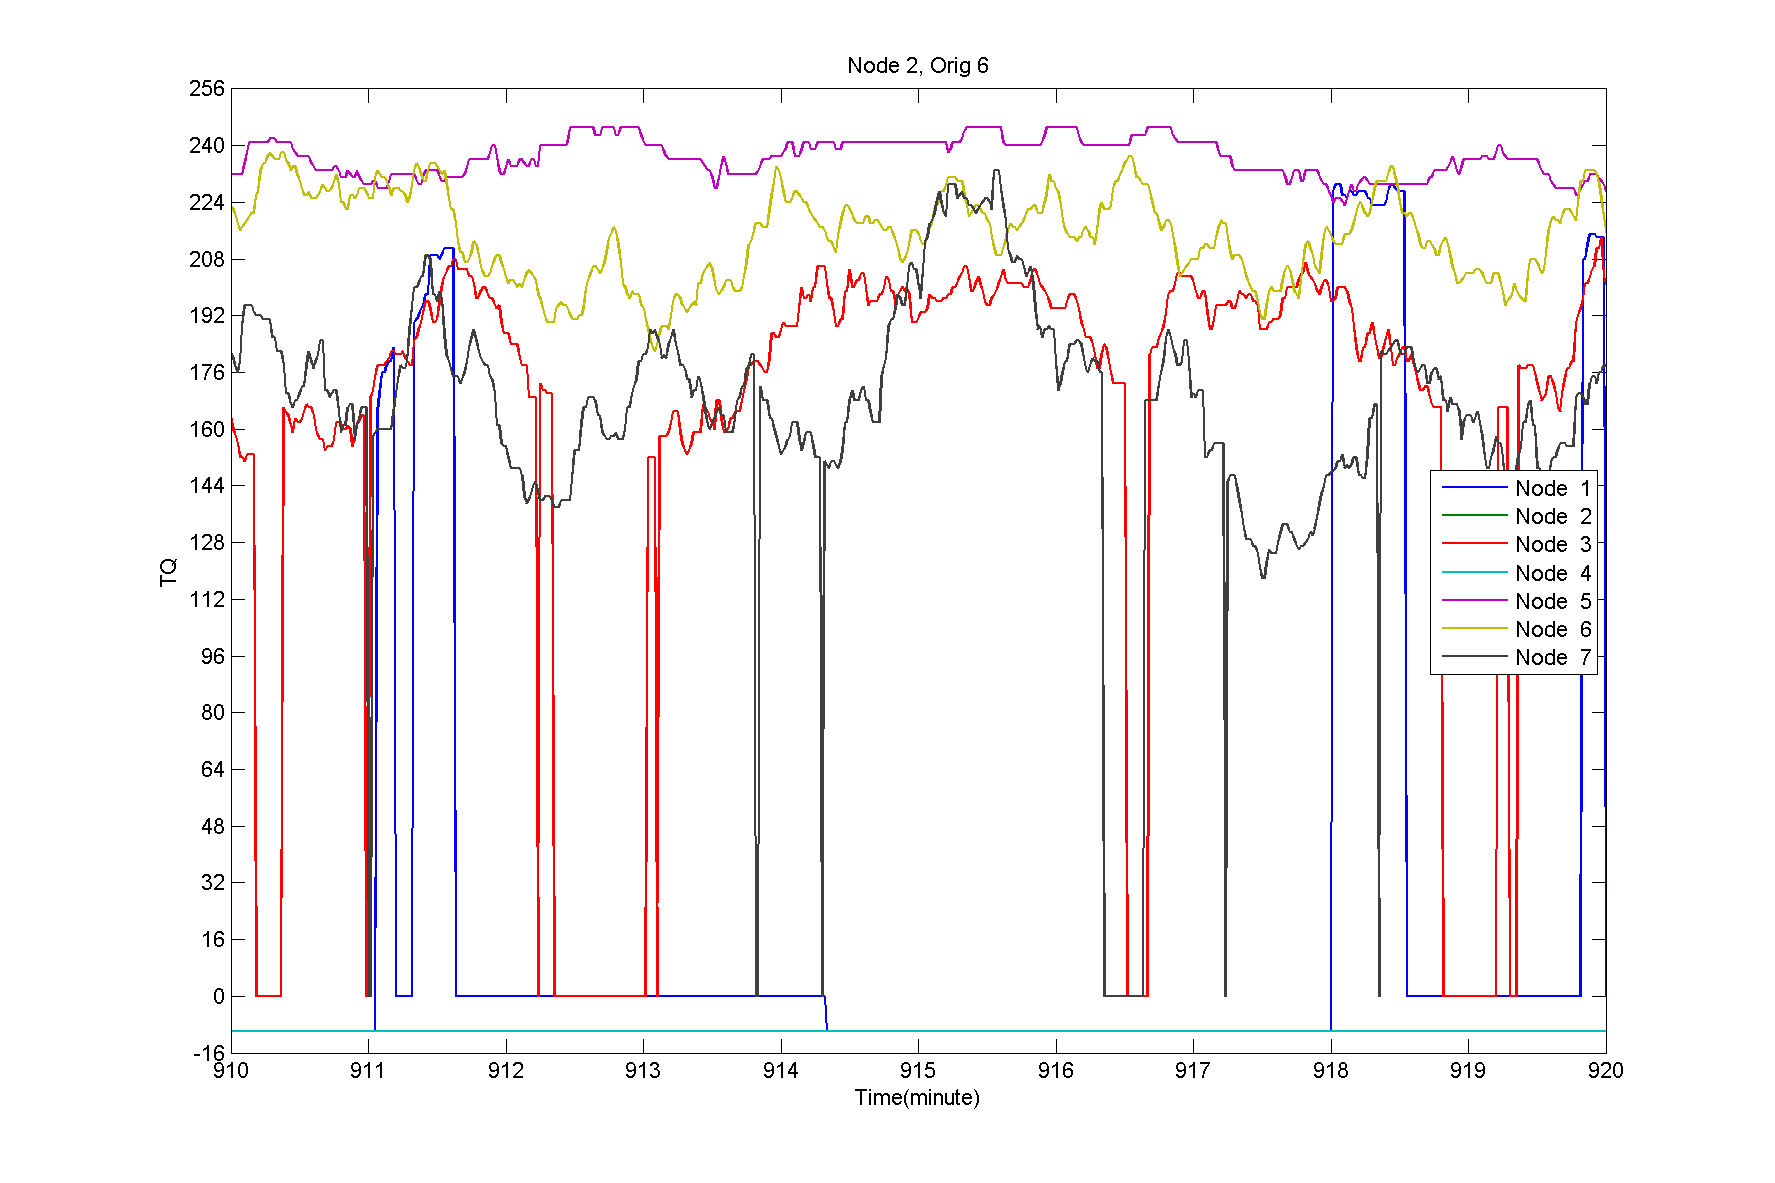 Node 2, Orig 6
256
240
224
208
192
176
160
144
128
112
96
80
64
48
32
16
0
-16
TQ
910 911 912 913 914 915 916 917 918 919 920
Time(minute)
Node 1
Node 2
Node 3
Node 4
Node 5
Node 6
Node 7